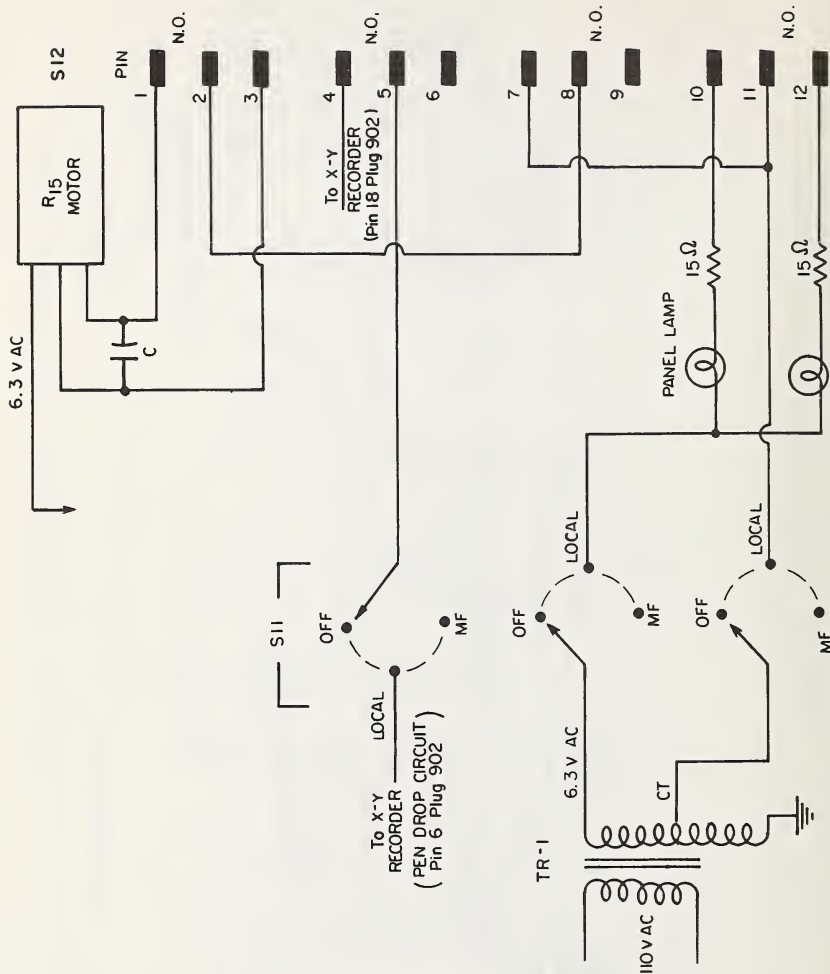 S12
PIN
N.O.
1
2
3
N.O.
4
5
6
N.O.
7
8
9
N.O.
10
11
12
R15
MOTOR
6.3 V AC
C
To X-Y
RECORDER
(Pin 18 Plug 902)
S11
OFF
LOCAL
MF
To X-Y
RECORDER
(PEN DROP CIRCUIT)
Pin 6 Plug 902
PANEL LAMP
15 Ω
15 Ω
OFF
LOCAL
MF
OFF
LOCAL
MF
6.3 V AC
CT
TR-1
110 V AC